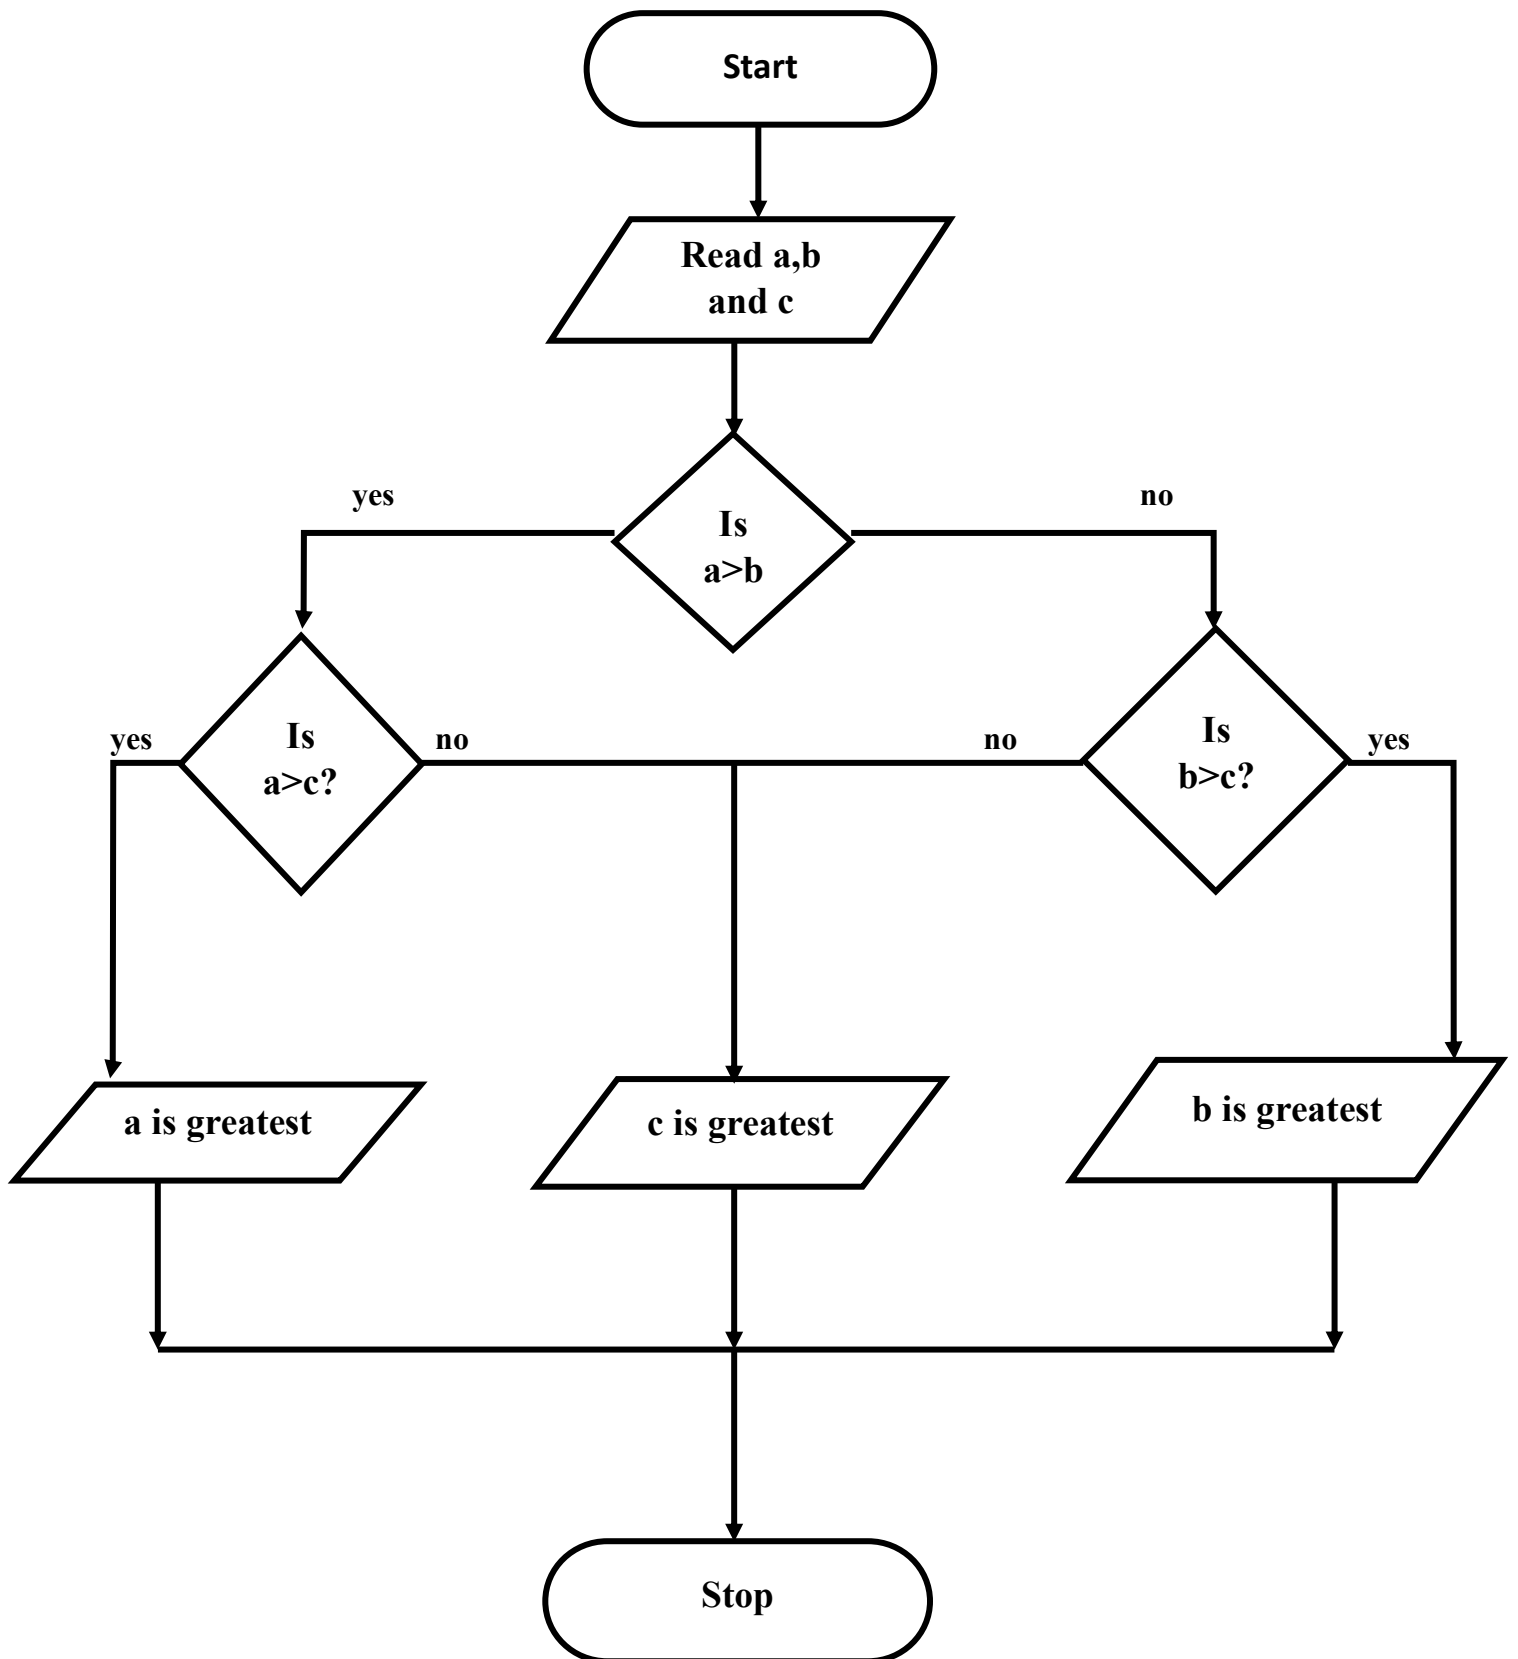 Start
Read a,b
and c
yes
no
Is
a>b
yes
Is
a>c?
no
no
Is
b>c?
yes
a is greatest
c is greatest
b is greatest
Stop